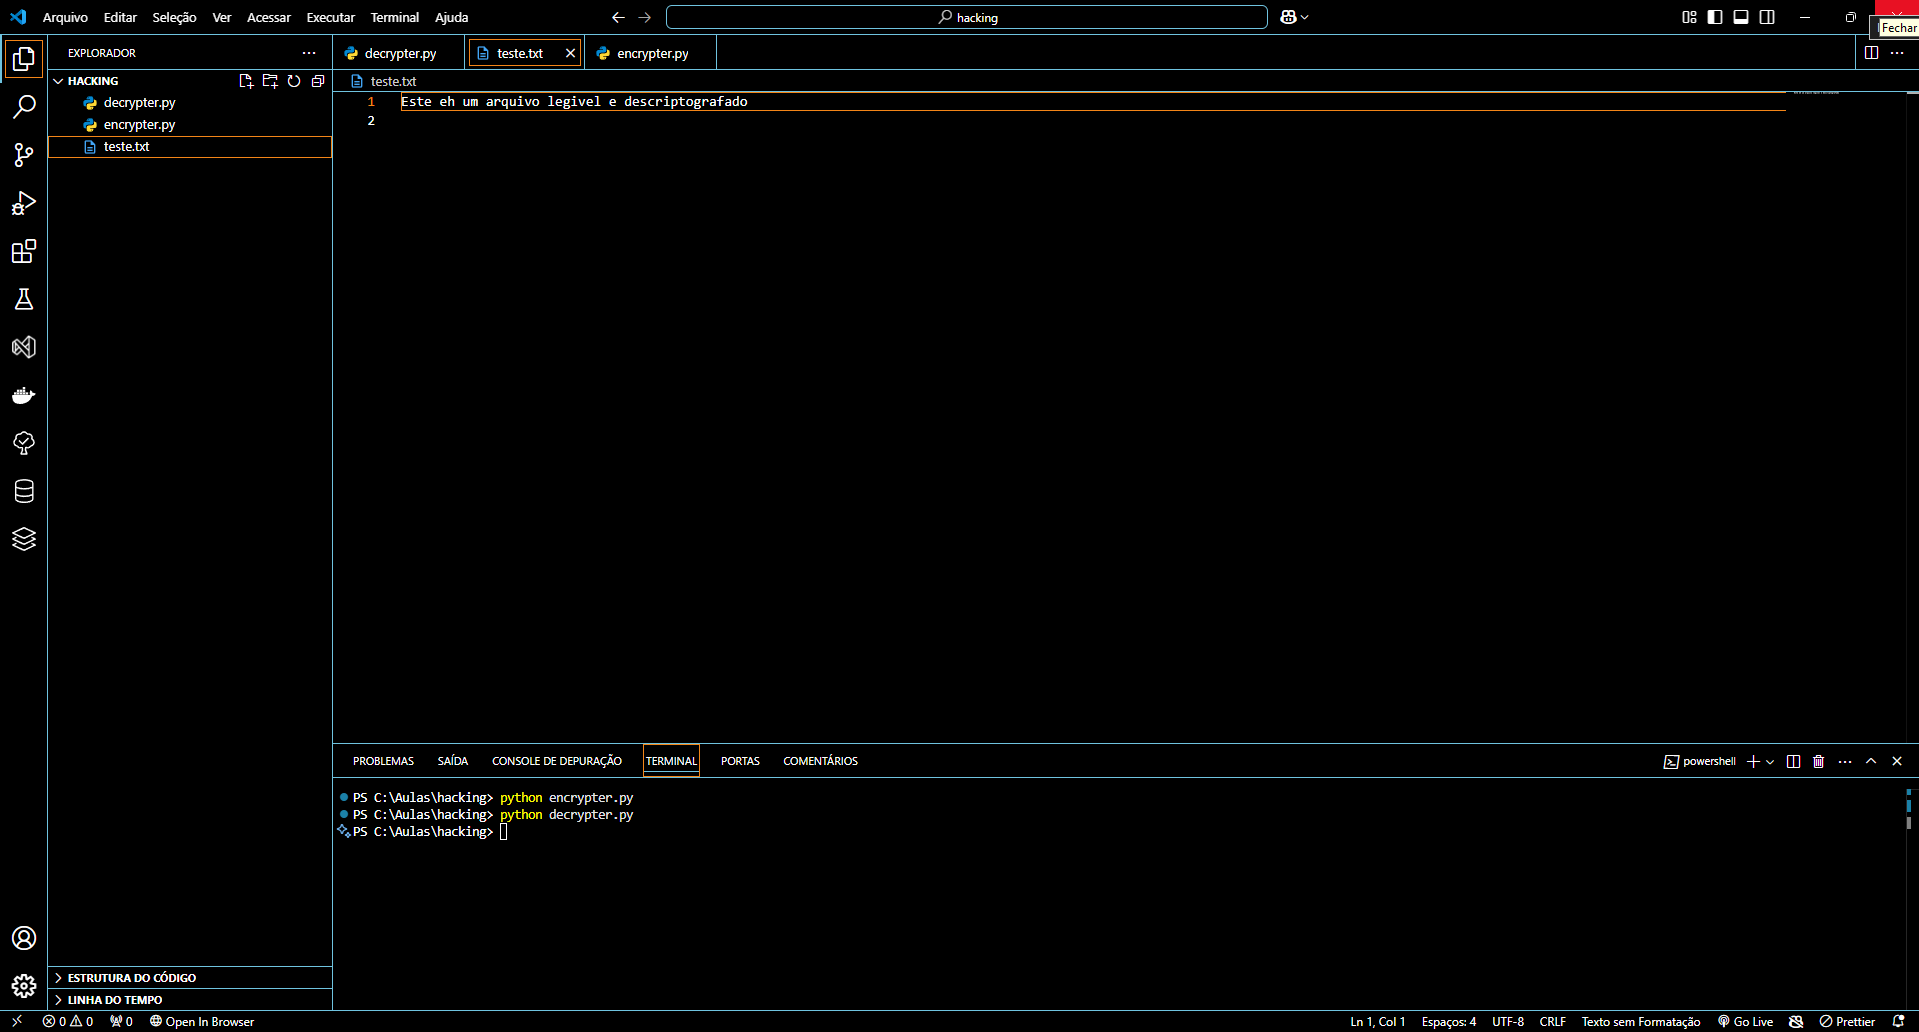 Arquivo Editar Seleção Ver Acessar Executar Terminal Ajuda
hacking
Fechar
EXPLORADOR
decrypter.py
teste.txt
encrypter.py
HACKING
decrypter.py
encrypter.py
teste.txt
teste.txt
1 Este eh um arquivo legivel e descriptografado
2
PROBLEMAS SAÍDA CONSOLE DE DEPURAÇÃO TERMINAL PORTAS COMENTÁRIOS
powershell
PS C:\Aulas\hacking> python encrypter.py
PS C:\Aulas\hacking> python decrypter.py
PS C:\Aulas\hacking>
ESTRUTURA DO CÓDIGO
LINHA DO TEMPO
0 0 0 Open In Browser
Ln 1, Col 1 Espaços: 4 UTF-8 CRLF Texto sem Formatação Go Live Prettier